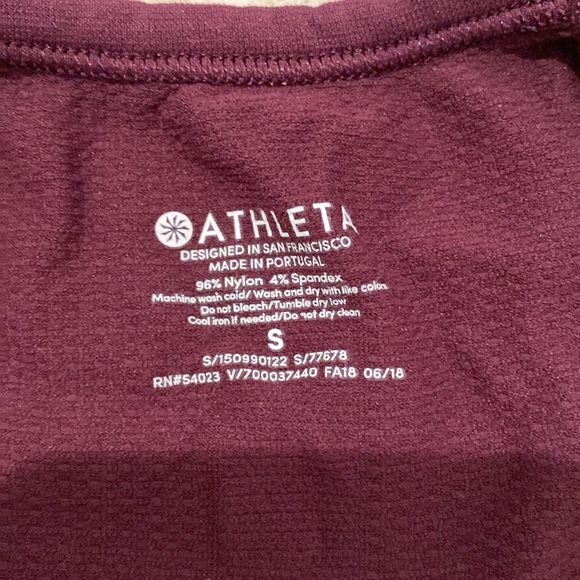 ATHLETA
DESIGNED IN SAN FRANCISCO
MADE IN PORTUGAL
96% Nylon 4% Spandex
Machine wash cold/ Wash and dry with like colors
Do not bleach/Tumble dry low
Cool iron if needed/Do not dry clean
S
S/150990122 S/77678
RN#54023 V/700037440 FA18 06/18